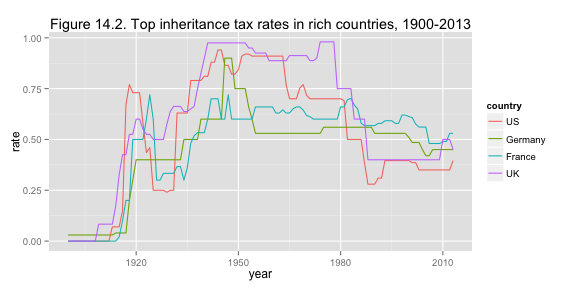 Figure 14.2. Top inheritance tax rates in rich countries, 1900-2013
1.00
0.75
0.50
0.25
0.00
rate
1920
1950
1980
2010
year
country
US
Germany
France
UK